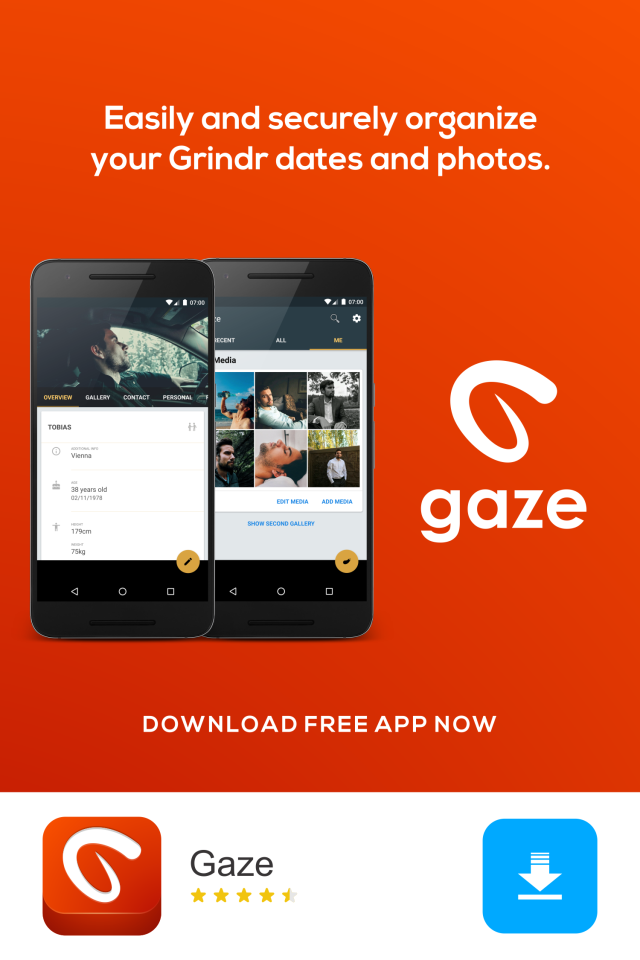 Easily and securely organize
your Grindr dates and photos.
07:00
OVERVIEW GALLERY CONTACT PERSONAL
TOBIAS
ADDITIONAL INFO
Vienna
AGE
38 years old
02/11/1978
HEIGHT
179cm
WEIGHT
75kg
07:00
ze
RECENT ALL ME
Media
EDIT MEDIA ADD MEDIA
SHOW SECOND GALLERY
gaze
DOWNLOAD FREE APP NOW
Gaze